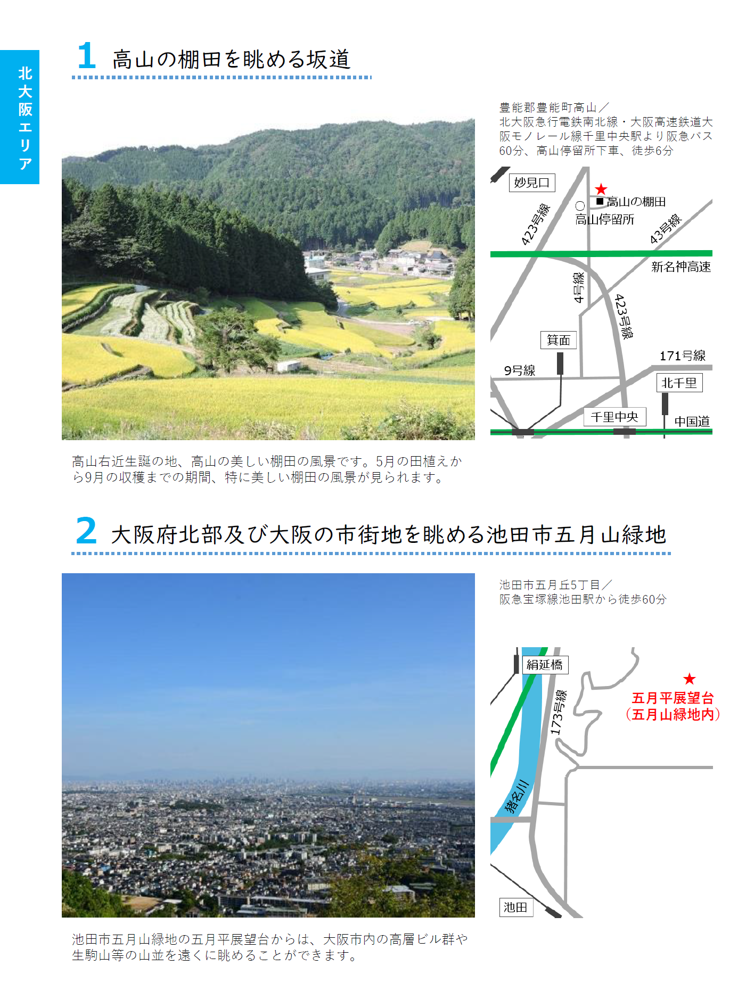 北大阪エリア
1 高山の棚田を眺める坂道
豊能郡豊能町高山／
北大阪急行電鉄南北線・大阪高速鉄道大
阪モノレール線千里中央駅より阪急バス
60分、高山停留所下車、徒歩6分
妙見口
★
■高山の棚田
○
高山停留所
423号線
43号線
新名神高速
4号線
423号線
箕面
171号線
9号線
北千里
千里中央
中国道
高山右近生誕の地、高山の美しい棚田の風景です。5月の田植えか
ら9月の収穫までの期間、特に美しい棚田の風景が見られます。
2 大阪府北部及び大阪の市街地を眺める池田市五月山緑地
池田市五月丘5丁目／
阪急宝塚線池田駅から徒歩60分
絹延橋
★
五月平展望台
（五月山緑地内）
173号線
猪名川
池田
池田市五月山緑地の五月平展望台からは、大阪市内の高層ビル群や
生駒山等の山並を遠くに眺めることができます。